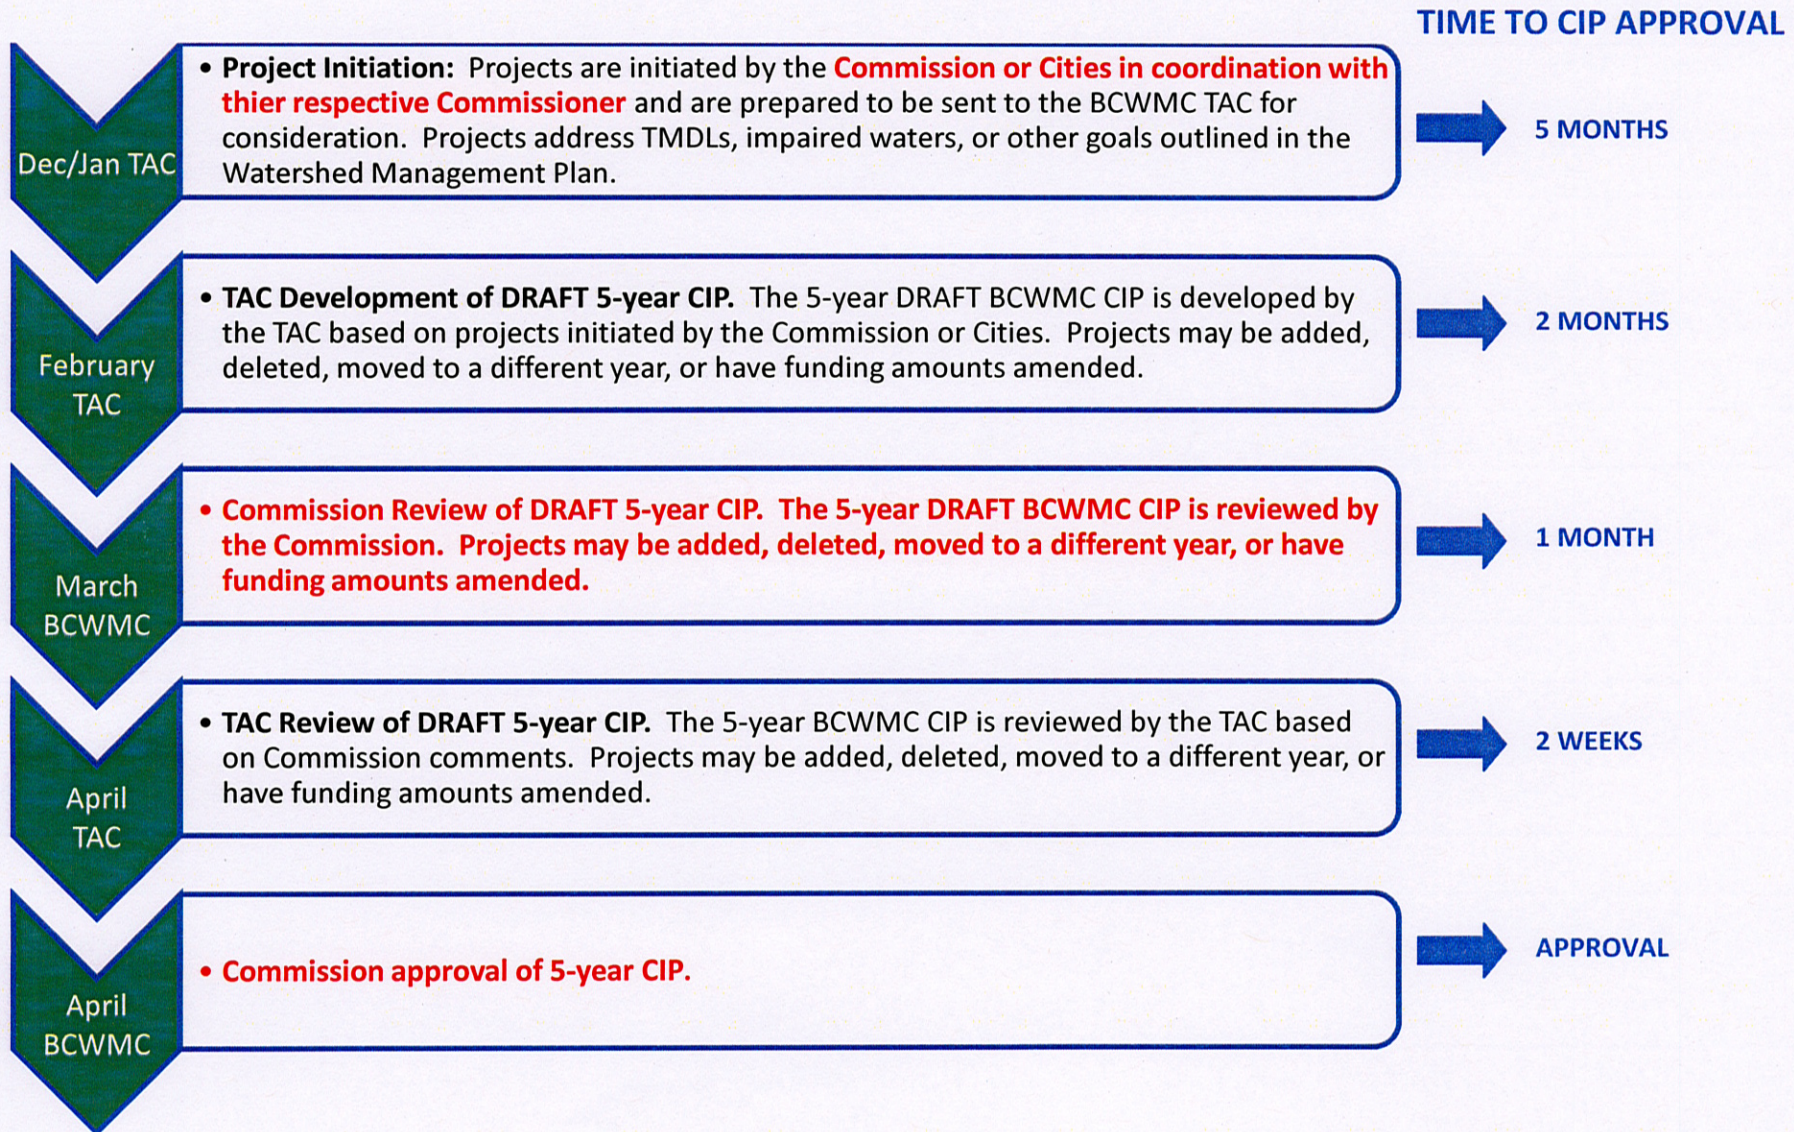 TIME TO CIP APPROVAL
Dec/Jan TAC
• Project Initiation: Projects are initiated by the Commission or Cities in coordination with
thier respective Commissioner and are prepared to be sent to the BCWMC TAC for
consideration. Projects address TMDLs, impaired waters, or other goals outlined in the
Watershed Management Plan.
5 MONTHS
February
TAC
• TAC Development of DRAFT 5-year CIP. The 5-year DRAFT BCWMC CIP is developed by
the TAC based on projects initiated by the Commission or Cities. Projects may be added,
deleted, moved to a different year, or have funding amounts amended.
2 MONTHS
March
BCWMC
• Commission Review of DRAFT 5-year CIP. The 5-year DRAFT BCWMC CIP is reviewed by
the Commission. Projects may be added, deleted, moved to a different year, or have
funding amounts amended.
1 MONTH
April
TAC
• TAC Review of DRAFT 5-year CIP. The 5-year BCWMC CIP is reviewed by the TAC based
on Commission comments. Projects may be added, deleted, moved to a different year, or
have funding amounts amended.
2 WEEKS
April
BCWMC
• Commission approval of 5-year CIP.
APPROVAL